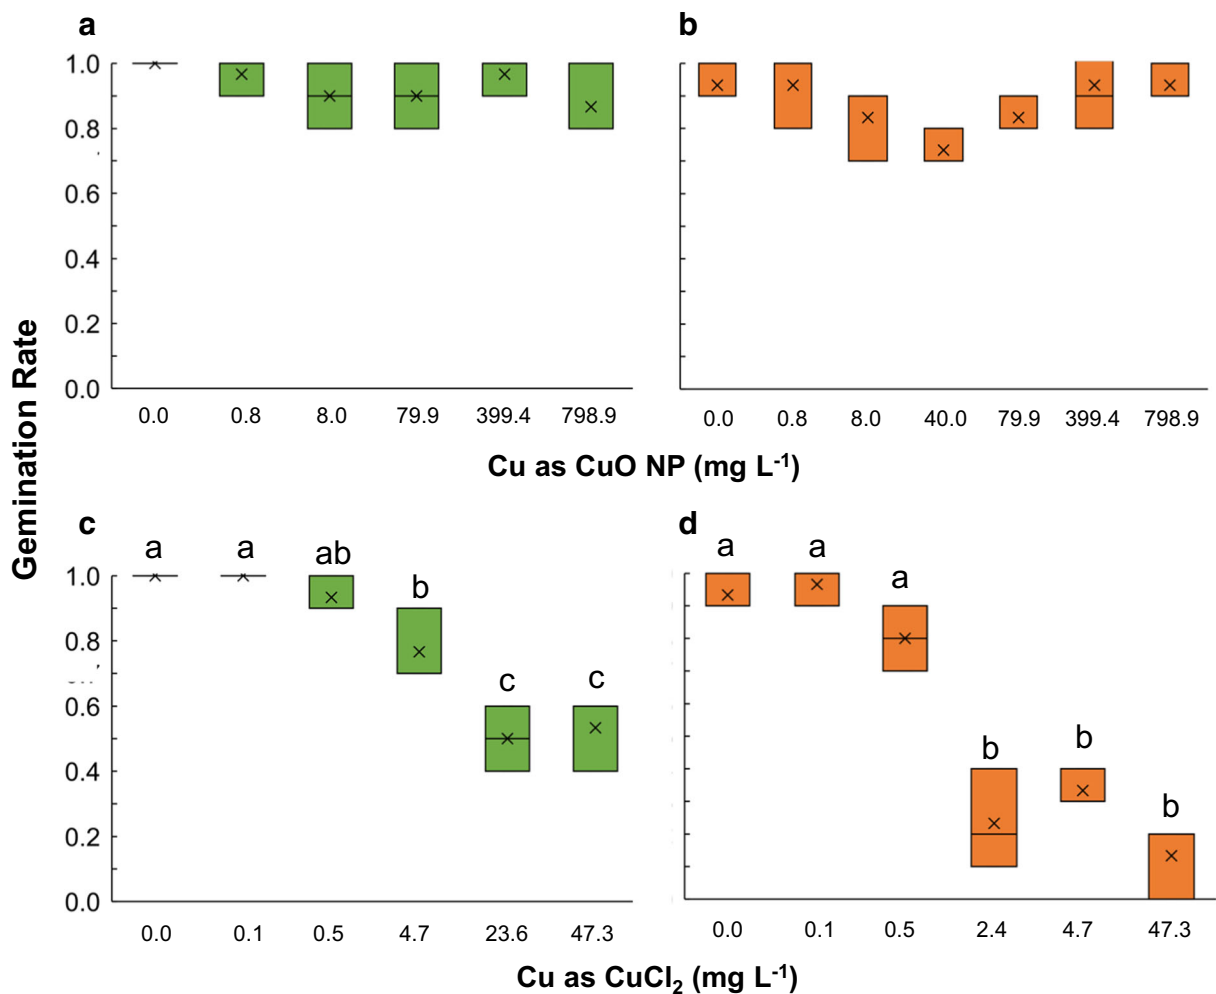 a
b
1.0
0.8
0.6
0.4
0.2
0.0
0.0 0.8 8.0 79.9 399.4 798.9
0.0 0.8 8.0 40.0 79.9 399.4 798.9
Cu as CuO NP (mg L⁻¹)
Gemination Rate
c
d
a a ab b c c
a a a b b b
1.0
0.8
0.6
0.4
0.2
0.0
0.0 0.1 0.5 4.7 23.6 47.3
0.0 0.1 0.5 2.4 4.7 47.3
Cu as CuCl₂ (mg L⁻¹)